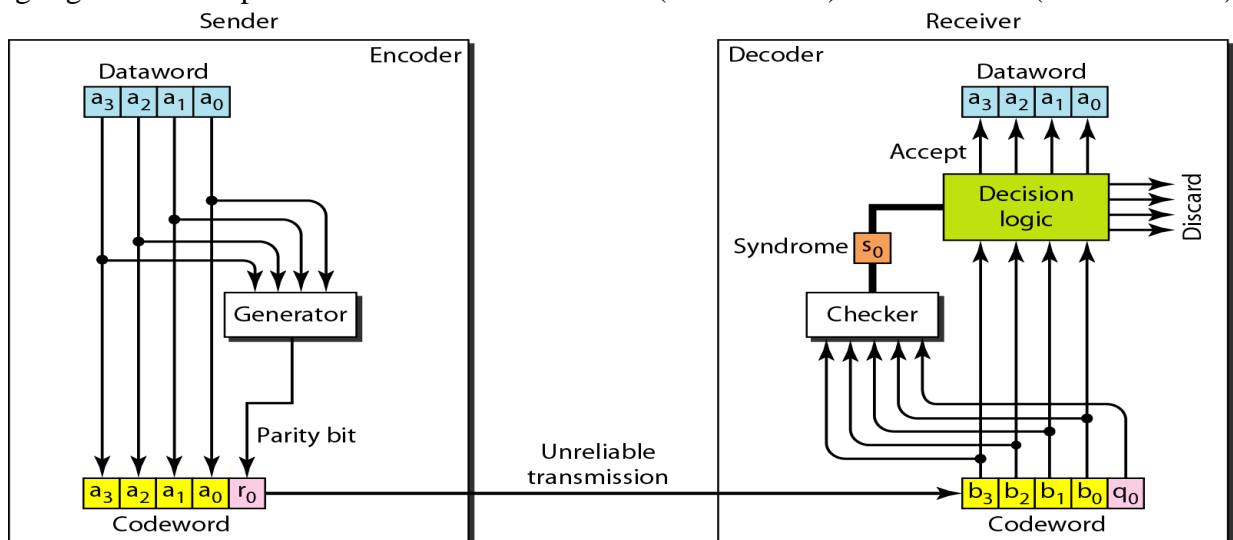 Sender
Receiver
Encoder
Decoder
Dataword
a3 a2 a1 a0
Dataword
a3 a2 a1 a0
Accept
Decision
logic
Discard
Syndrome
s0
Generator
Checker
Parity bit
Unreliable
transmission
a3 a2 a1 a0 r0
Codeword
b3 b2 b1 b0 q0
Codeword